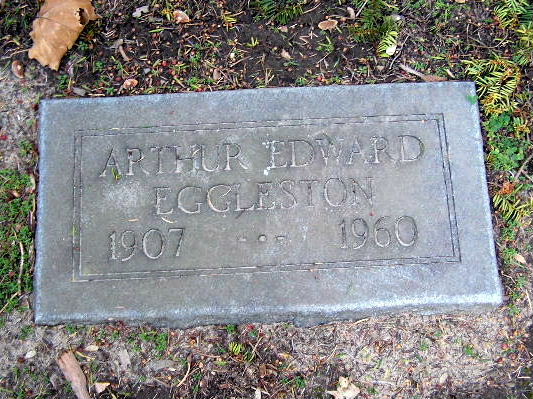 ARTHUR EDWARD
EGGLESTON
1907 -•- 1960